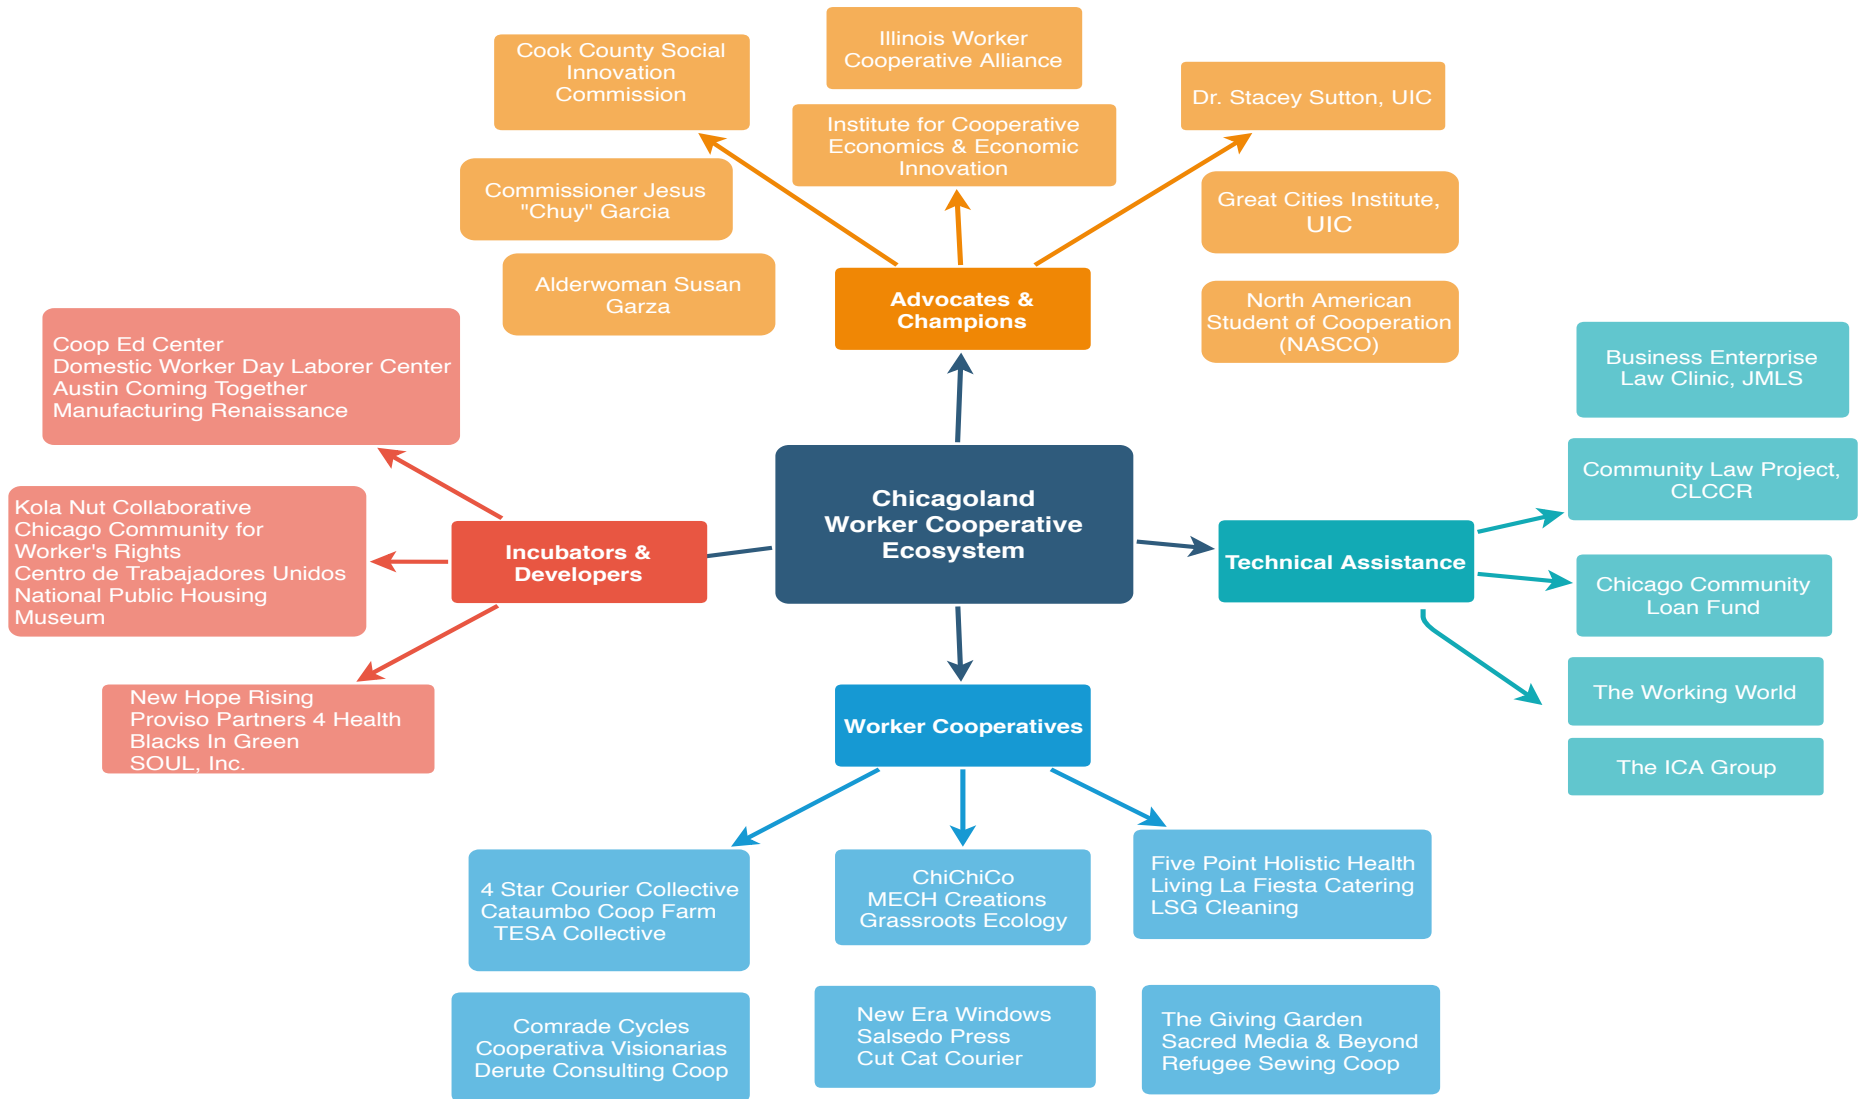 Illinois Worker
Cooperative Alliance
Cook County Social
Innovation
Commission
Dr. Stacey Sutton, UIC
Institute for Cooperative
Economics & Economic
Innovation
Commissioner Jesus
"Chuy" Garcia
Great Cities Institute,
UIC
Alderwoman Susan
Garza
Advocates &
Champions
North American
Student of Cooperation
(NASCO)
Coop Ed Center
Domestic Worker Day Laborer Center
Austin Coming Together
Manufacturing Renaissance
Business Enterprise
Law Clinic, JMLS
Community Law Project,
CLCCR
Chicagoland
Worker Cooperative
Ecosystem
Kola Nut Collaborative
Chicago Community for
Worker's Rights
Centro de Trabajadores Unidos
National Public Housing
Museum
Incubators &
Developers
Technical Assistance
Chicago Community
Loan Fund
The Working World
New Hope Rising
Proviso Partners 4 Health
Blacks In Green
SOUL, Inc.
Worker Cooperatives
The ICA Group
4 Star Courier Collective
Cataumbo Coop Farm
TESA Collective
ChiChiCo
MECH Creations
Grassroots Ecology
Five Point Holistic Health
Living La Fiesta Catering
LSG Cleaning
Comrade Cycles
Cooperativa Visionarias
Derute Consulting Coop
New Era Windows
Salsedo Press
Cut Cat Courier
The Giving Garden
Sacred Media & Beyond
Refugee Sewing Coop